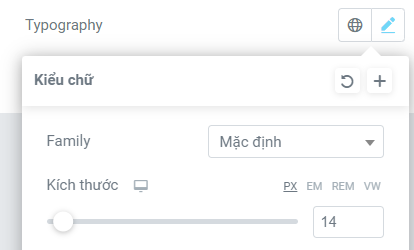 Typography
Kiểu chữ
Family Mặc định
Kích thước PX EM REM VW
14